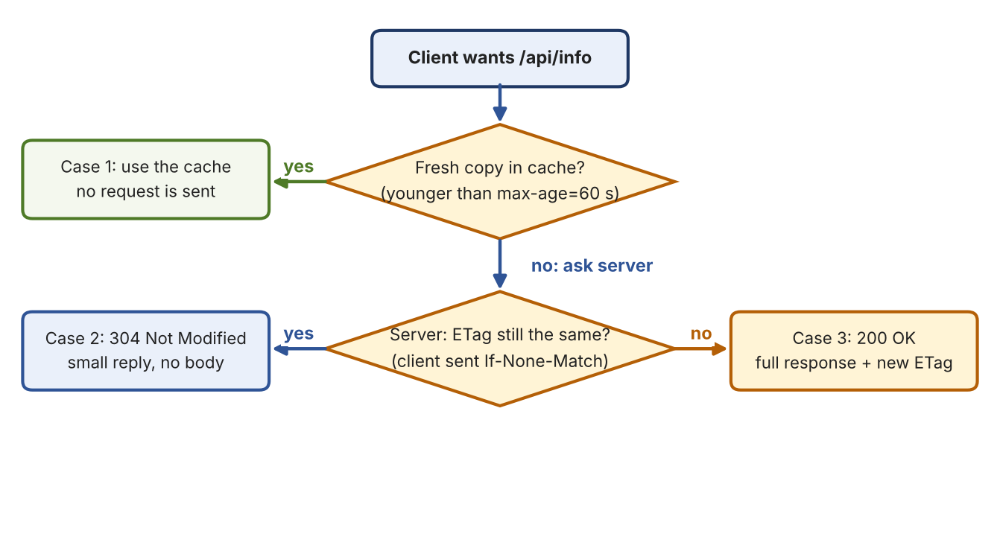 Client wants /api/info
Fresh copy in cache?
(younger than max-age=60 s)
yes
Case 1: use the cache
no request is sent
no: ask server
Server: ETag still the same?
(client sent If-None-Match)
yes
Case 2: 304 Not Modified
small reply, no body
no
Case 3: 200 OK
full response + new ETag